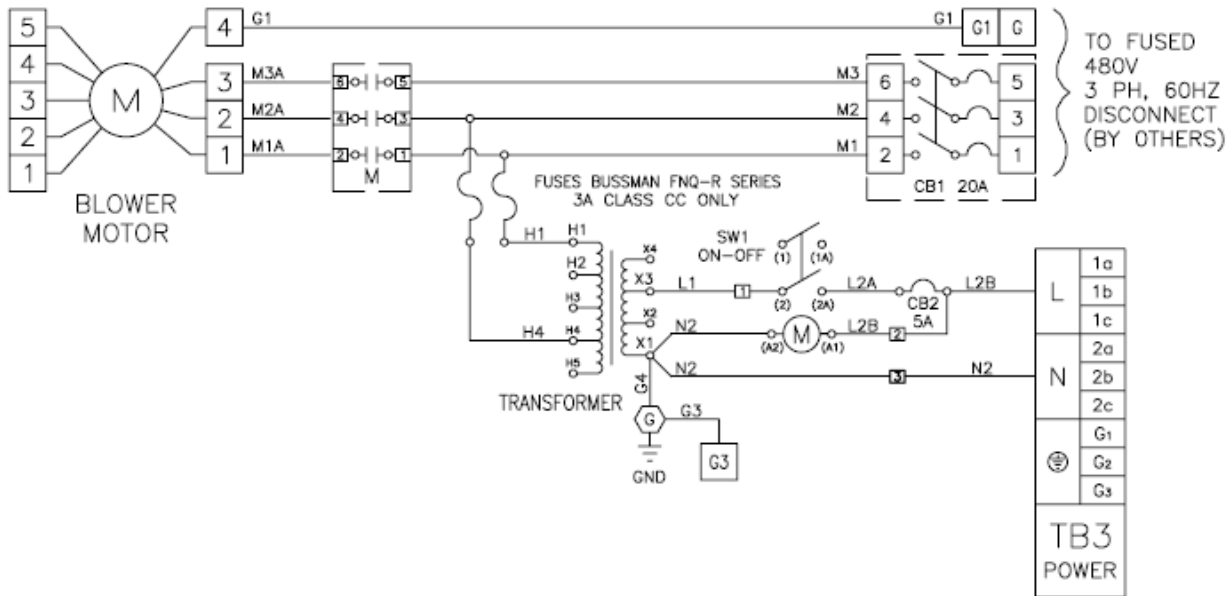 5
4
3
2
1
M
BLOWER
MOTOR
4
3
2
1
G1
M3A
M2A
M1A
6
5
4
3
2
1
M
G1
M3
M2
M1
G1 G
6
5
4
3
2
1
CB1 20A
TO FUSED
480V
3 PH, 60HZ
DISCONNECT
(BY OTHERS)
FUSES BUSSMAN FNQ-R SERIES
3A CLASS CC ONLY
H1
H1
H2
H3
H4
H4
H5
TRANSFORMER
X4
X3
X2
X1
L1
1
SW1
ON-OFF
(1)
(1A)
(2)
(2A)
L2A
CB2
5A
L2B
N2
(A2)
M
(A1)
L2B
2
N2
3
N2
G4
G
G3
GND
G3
L
1a
1b
1c
N
2a
2b
2c
G1
G2
G3
TB3
POWER